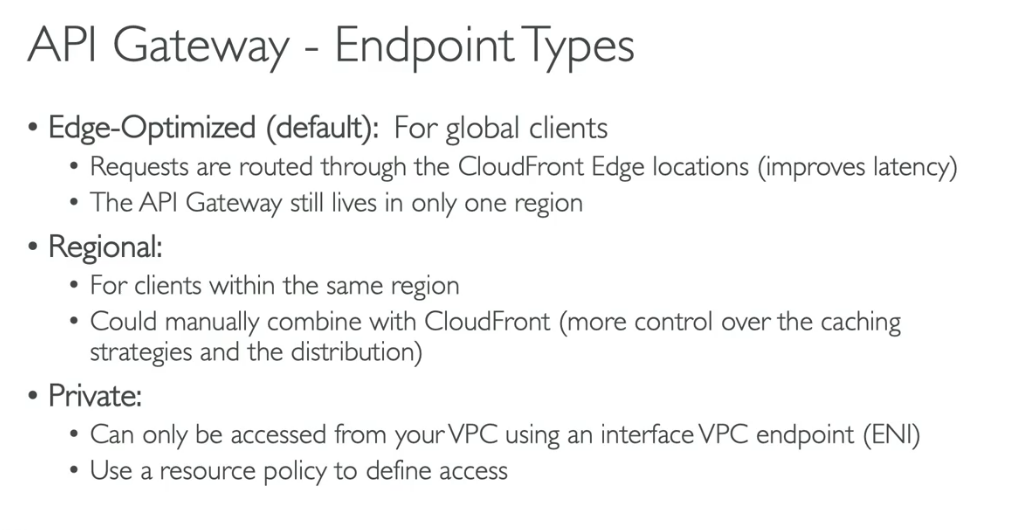 API Gateway - Endpoint Types
• Edge-Optimized (default): For global clients
• Requests are routed through the CloudFront Edge locations (improves latency)
• The API Gateway still lives in only one region
• Regional:
• For clients within the same region
• Could manually combine with CloudFront (more control over the caching
strategies and the distribution)
• Private:
• Can only be accessed from your VPC using an interface VPC endpoint (ENI)
• Use a resource policy to define access